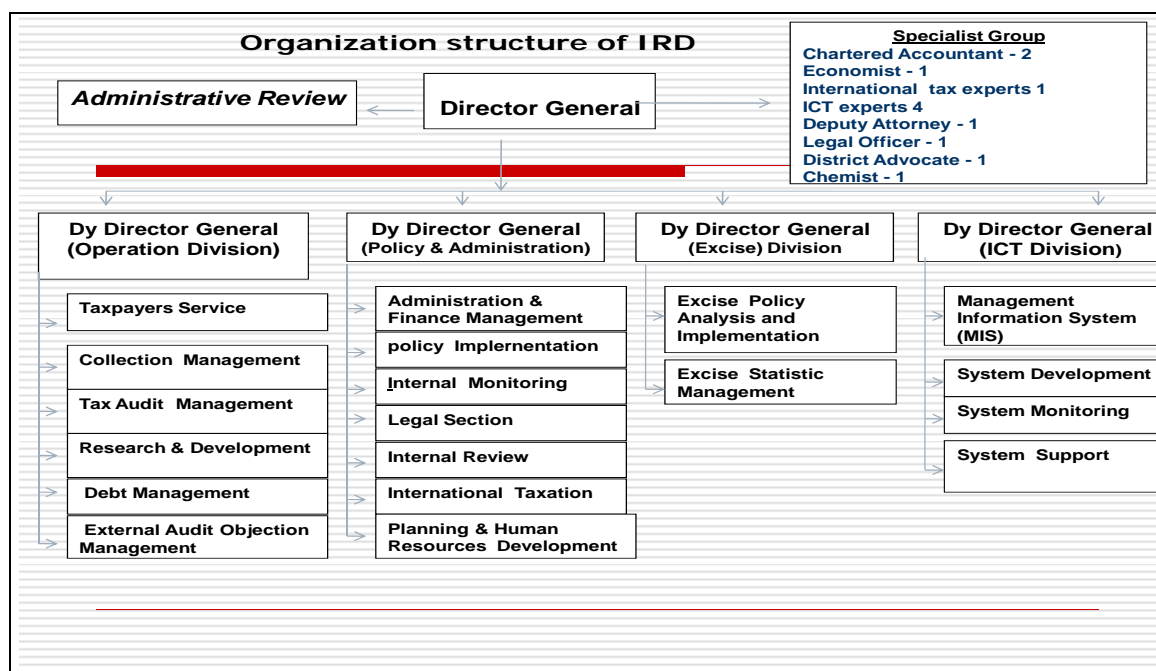 Organization structure of IRD
Administrative Review
Director General
Specialist Group
Chartered Accountant - 2
Economist - 1
International tax experts 1
ICT experts 4
Deputy Attorney - 1
Legal Officer - 1
District Advocate - 1
Chemist - 1
Dy Director General
(Operation Division)
Taxpayers Service
Collection Management
Tax Audit Management
Research & Development
Debt Management
External Audit Objection
Management
Dy Director General
(Policy & Administration)
Administration &
Finance Management
policy Implernentation
Internal Monitoring
Legal Section
Internal Review
International Taxation
Planning & Human
Resources Development
Dy Director General
(Excise) Division
Excise Policy
Analysis and
Implementation
Excise Statistic
Management
Dy Director General
(ICT Division)
Management
Information System
(MIS)
System Development
System Monitoring
System Support